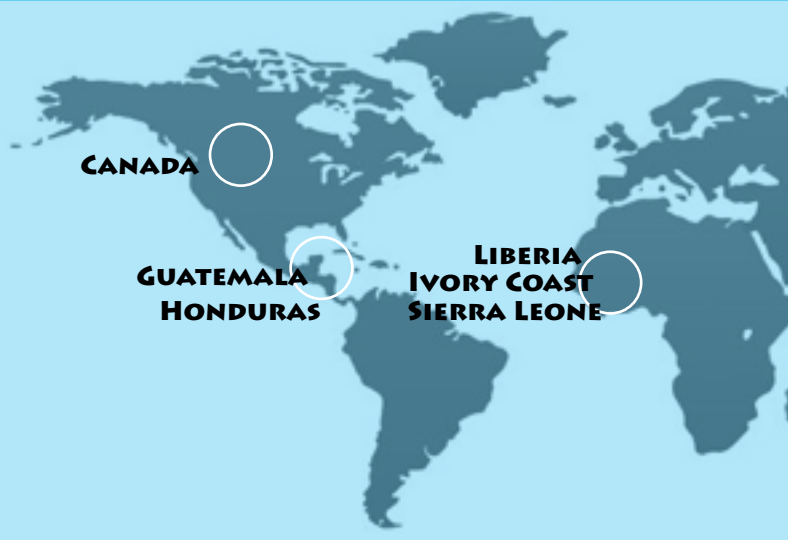 Canada
Liberia
Guatemala
Ivory Coast
Honduras
Sierra Leone